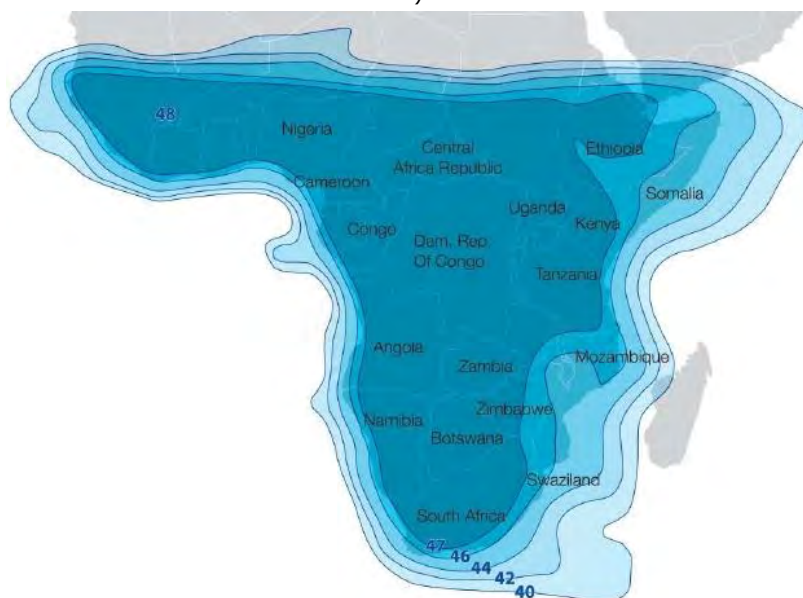 48
Nigeria
Central
Africa Republic
Ethiopia
Cameroon
Somalia
Uganda
Kenya
Congo
Dem. Rep.
Of Congo
Tanzania
Angola
Mozambique
Zambia
Zimbabwe
Namibia
Botswana
Swaziland
South Africa
47
46
44
42
40